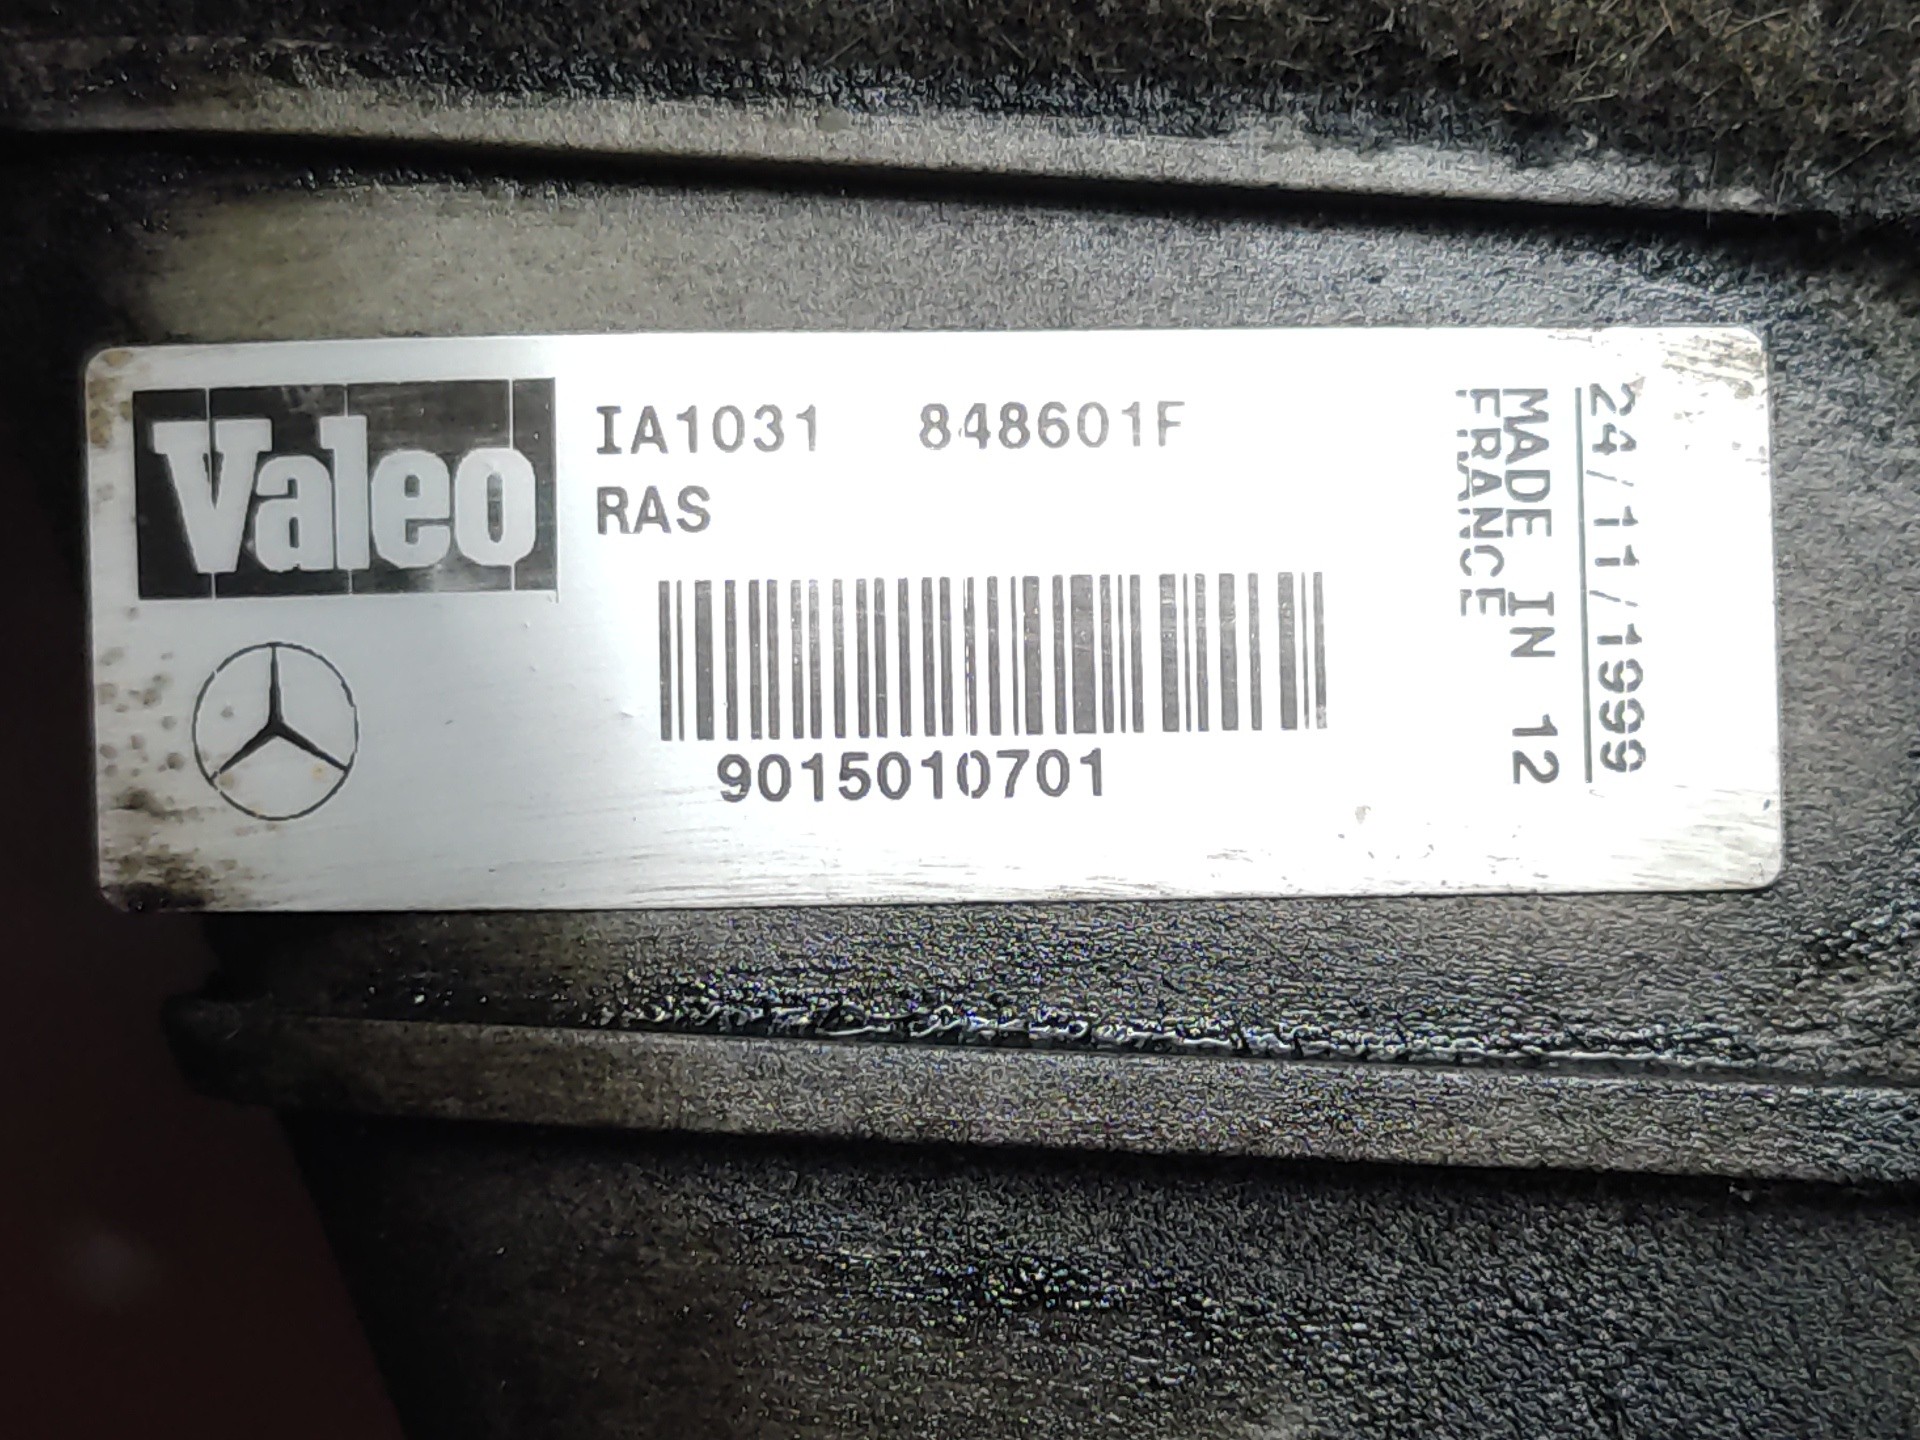 Valeo
IA1031 848601F
RAS
9015010701
24/11/1999
MADE IN 12
FRANCE